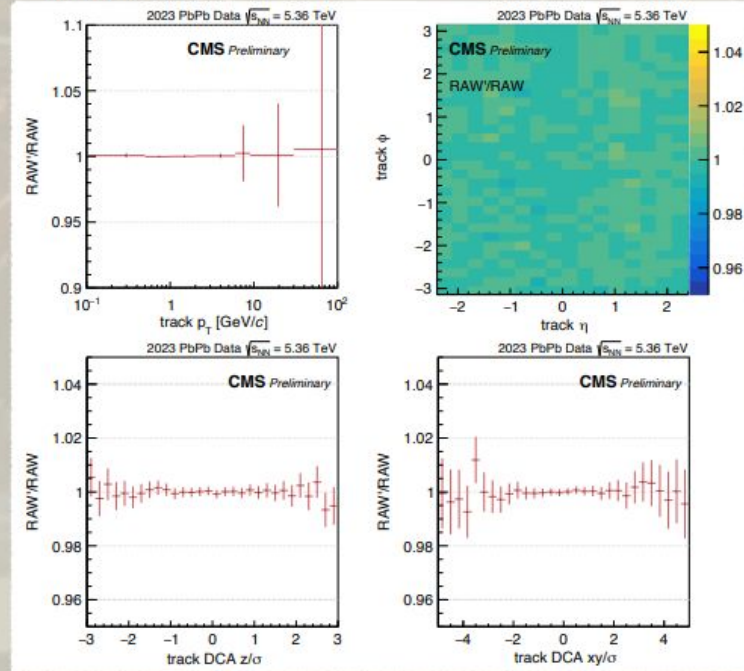 2023 PbPb Data √s_NN = 5.36 TeV
CMS Preliminary
RAW'/RAW
1.1
1.05
1
0.95
0.9
10⁻¹ 1 10 10²
track p_T [GeV/c]
2023 PbPb Data √s_NN = 5.36 TeV
CMS Preliminary
RAW'/RAW
track ϕ
3
2
1
0
−1
−2
−3
−2 −1 0 1 2
track η
1.04
1.02
1
0.98
0.96
2023 PbPb Data √s_NN = 5.36 TeV
CMS Preliminary
RAW'/RAW
1.04
1.02
1
0.98
0.96
−3 −2 −1 0 1 2 3
track DCA z/σ
2023 PbPb Data √s_NN = 5.36 TeV
CMS Preliminary
RAW'/RAW
1.04
1.02
1
0.98
0.96
−4 −2 0 2 4
track DCA xy/σ